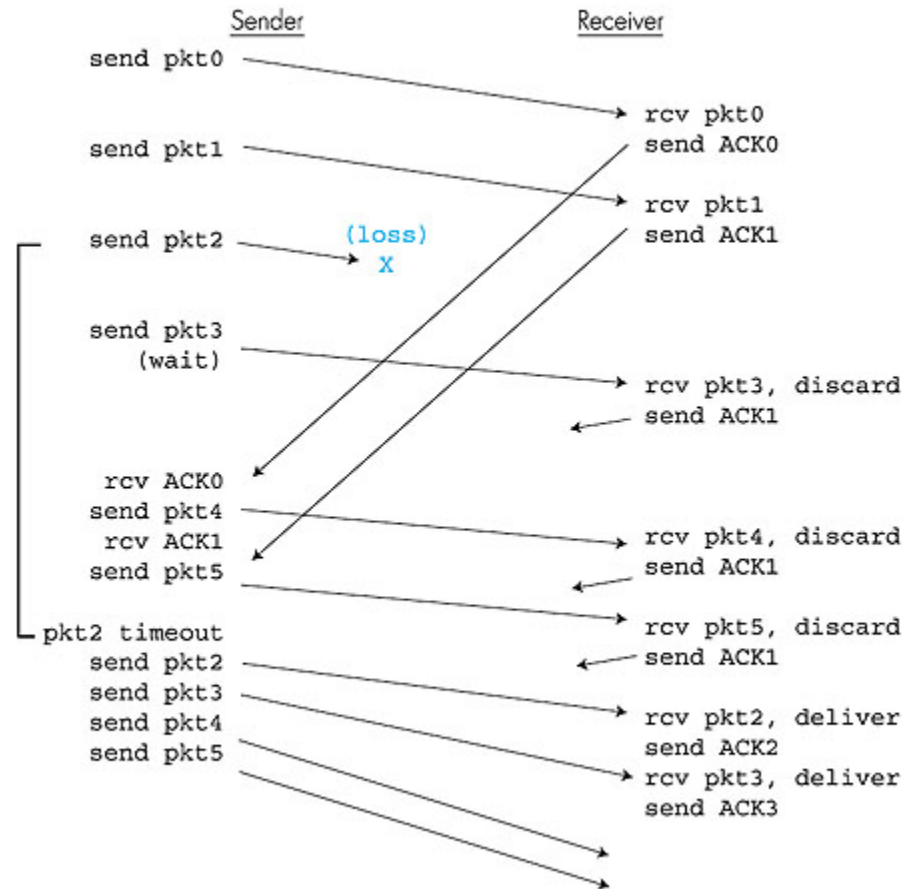 Sender
send pkt0
send pkt1
send pkt2
(loss)
X
send pkt3
(wait)
rcv ACK0
send pkt4
rcv ACK1
send pkt5
pkt2 timeout
send pkt2
send pkt3
send pkt4
send pkt5
Receiver
rcv pkt0
send ACK0
rcv pkt1
send ACK1
rcv pkt3, discard
send ACK1
rcv pkt4, discard
send ACK1
rcv pkt5, discard
send ACK1
rcv pkt2, deliver
send ACK2
rcv pkt3, deliver
send ACK3